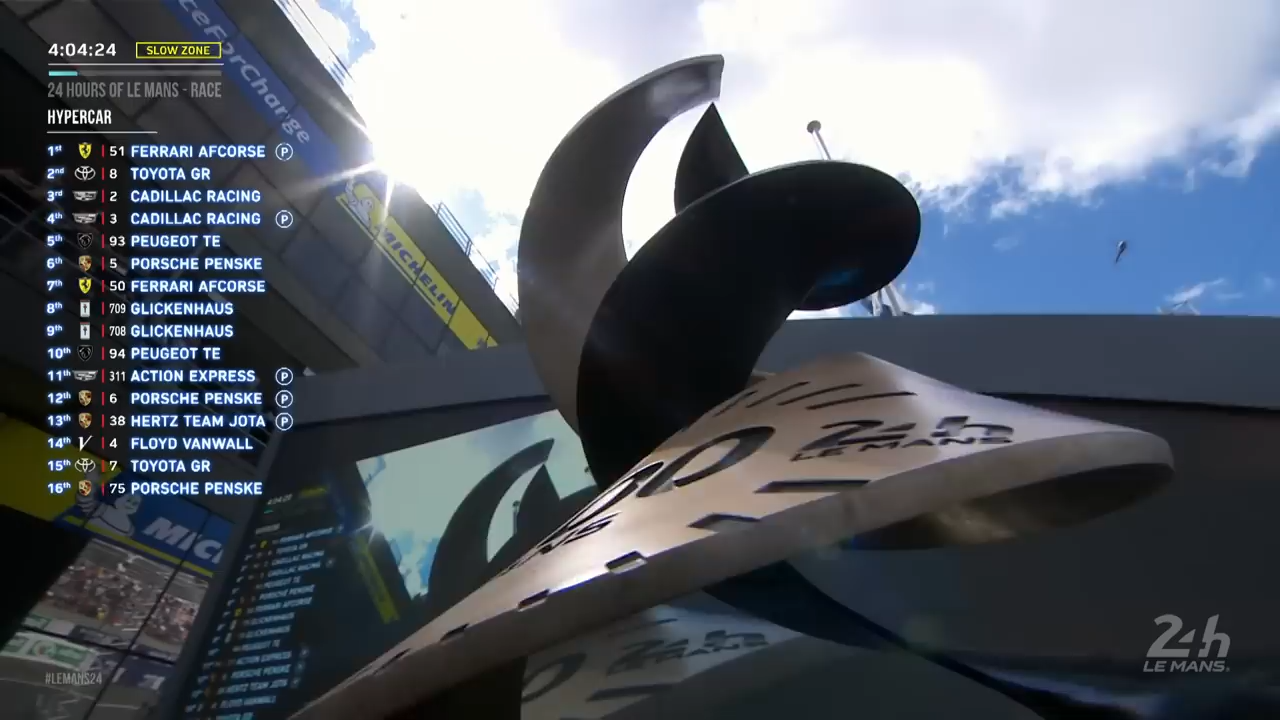 4:04:24 SLOW ZONE
24 HOURS OF LE MANS - RACE
HYPERCAR
1st 51 FERRARI AFCORSE P
2nd 8 TOYOTA GR
3rd 2 CADILLAC RACING
4th 3 CADILLAC RACING P
5th 93 PEUGEOT TE
6th 5 PORSCHE PENSKE
7th 50 FERRARI AFCORSE
8th 709 GLICKENHAUS
9th 708 GLICKENHAUS
10th 94 PEUGEOT TE
11th 311 ACTION EXPRESS P
12th 6 PORSCHE PENSKE P
13th 38 HERTZ TEAM JOTA P
14th V 4 FLOYD VANWALL
15th 7 TOYOTA GR
16th 75 PORSCHE PENSKE
#LEMANS24
ceForChange
MICHELIN
MICH
24h
LE MANS
24h
24h
LE MANS